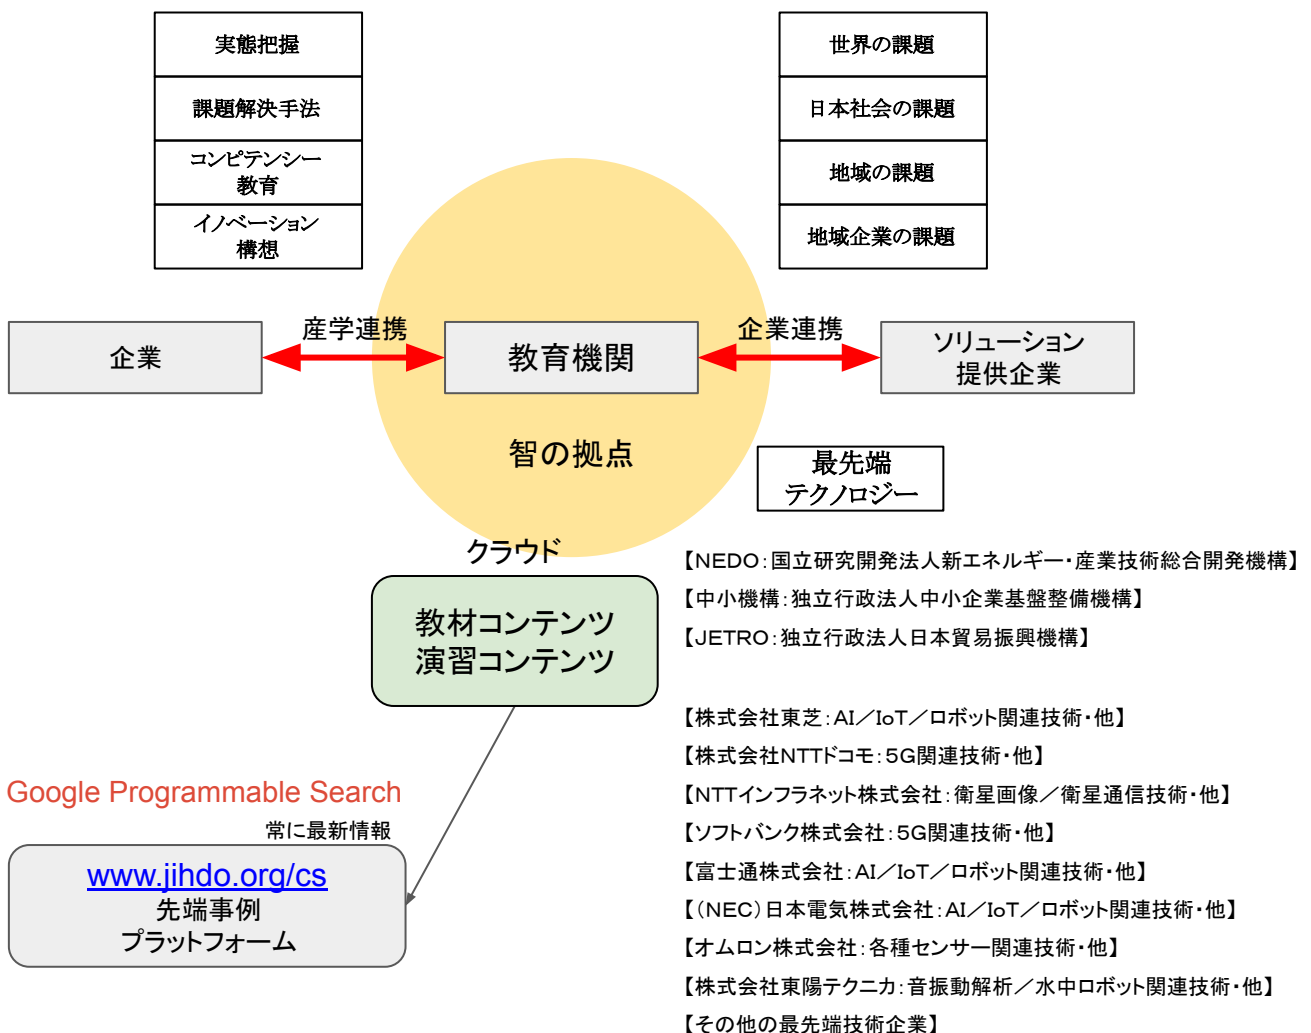 実態把握
課題解決手法
コンピテンシー
教育
イノベーション
構想
世界の課題
日本社会の課題
地域の課題
地域企業の課題
企業
産学連携
教育機関
企業連携
ソリューション
提供企業
智の拠点
最先端
テクノロジー
クラウド
教材コンテンツ
演習コンテンツ
【NEDO：国立研究開発法人新エネルギー・産業技術総合開発機構】
【中小機構：独立行政法人中小企業基盤整備機構】
【JETRO：独立行政法人日本貿易振興機構】
【株式会社東芝：AI／IoT／ロボット関連技術・他】
【株式会社NTTドコモ：5G関連技術・他】
【NTTインフラネット株式会社：衛星画像／衛星通信技術・他】
【ソフトバンク株式会社：5G関連技術・他】
【富士通株式会社：AI／IoT／ロボット関連技術・他】
【（NEC）日本電気株式会社：AI／IoT／ロボット関連技術・他】
【オムロン株式会社：各種センサー関連技術・他】
【株式会社東陽テクニカ：音振動解析／水中ロボット関連技術・他】
【その他の最先端技術企業】
Google Programmable Search
常に最新情報
www.jihdo.org/cs
先端事例
プラットフォーム